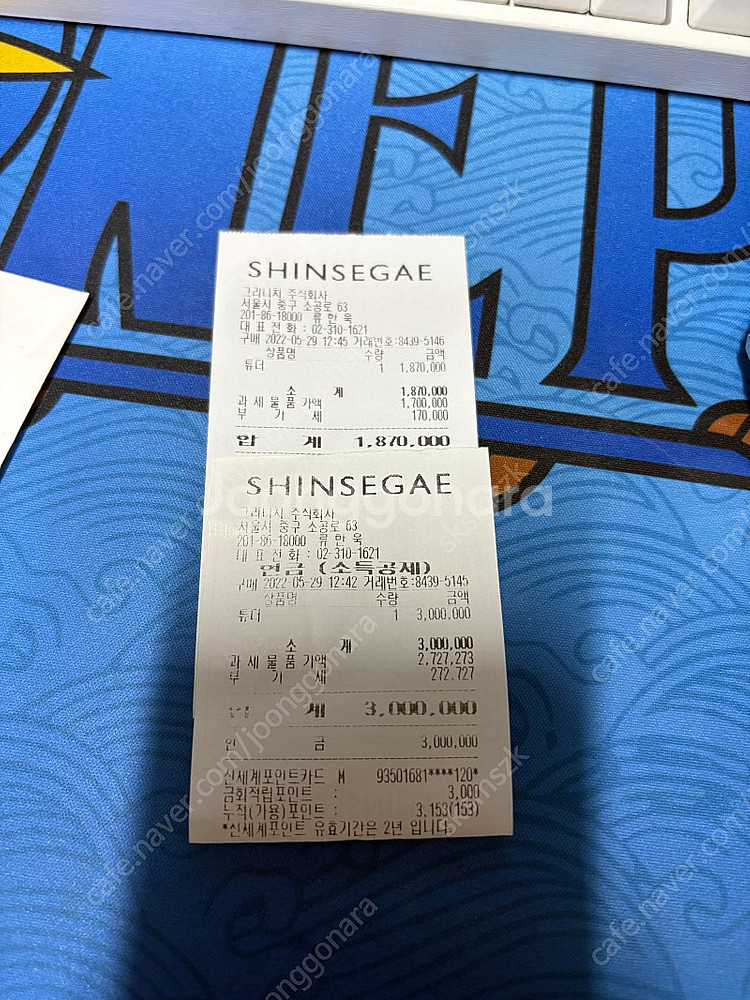 SHINSEGAE
그리니치 주식회사
서울시 중구 소공로 63
201-86-18000 류 한 욱
대 표 전 화 : 02-310-1621
구매 2022-05-29 12:45 거래번호:8439-5146
상품명 수량 금액
튜더 1 1,870,000
소 계 1,870,000
과 세 물 품 가액 1,700,000
부 가 세 170,000
합 계 1,870,000
SHINSEGAE
그리니치 주식회사
서울시 중구 소공로 63
201-86-18000 류 한 욱
대 표 전 화 : 02-310-1621
현금 (소득공제)
구매 2022-05-29 12:42 거래번호:8439-5145
상품명 수량 금액
튜더 1 3,000,000
소 계 3,000,000
과 세 물 품 가액 2,727,273
부 가 세 272,727
계 3,000,000
현 금 3,000,000
신세계포인트카드 M 93501681****120*
금회적립포인트 : 3,000
누적(가용)포인트 : 3,153(153)
*신세계포인트 유효기간은 2년 입니다
joonggonara
cafe.naver.com/joonggonara